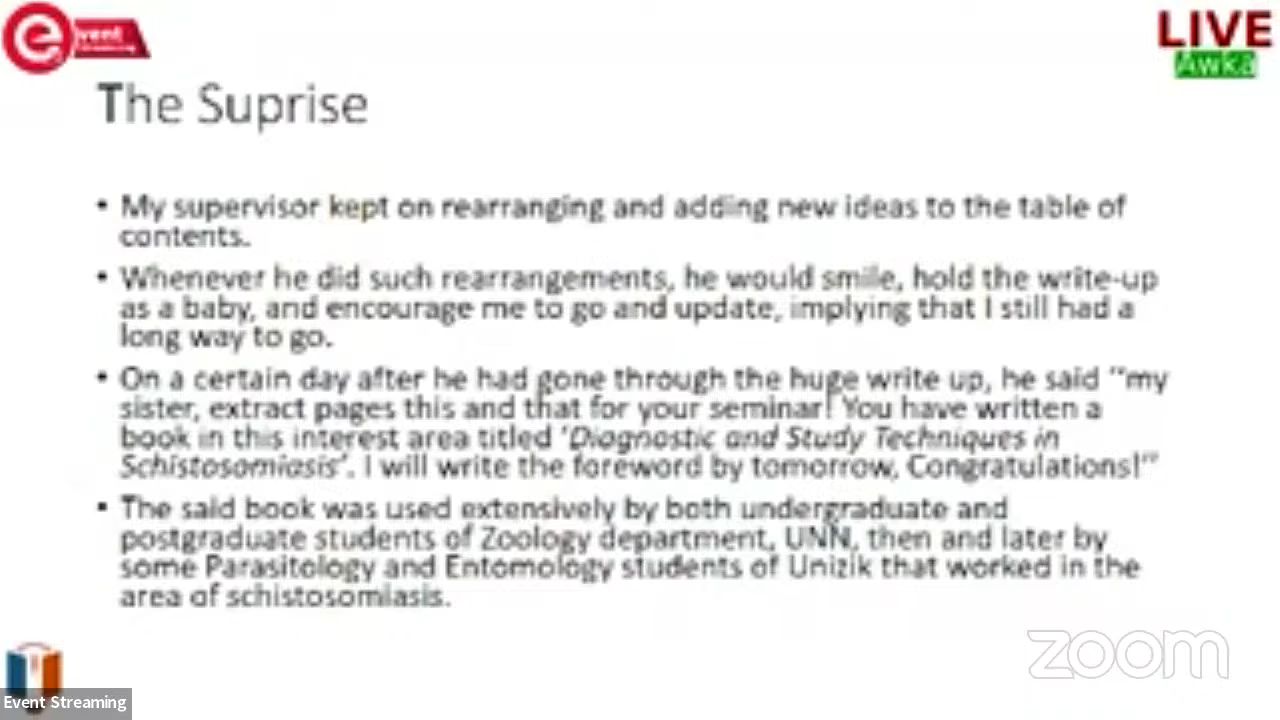 event
Streaming
LIVE
Awka
The Suprise
• My supervisor kept on rearranging and adding new ideas to the table of
contents.
• Whenever he did such rearrangements, he would smile, hold the write-up
as a baby, and encourage me to go and update, implying that I still had a
long way to go.
• On a certain day after he had gone through the huge write up, he said “my
sister, extract pages this and that for your seminar! You have written a
book in this interest area titled ‘Diagnostic and Study Techniques in
Schistosomiasis’. I will write the foreword by tomorrow, Congratulations!”
• The said book was used extensively by both undergraduate and
postgraduate students of Zoology department, UNN, then and later by
some Parasitology and Entomology students of Unizik that worked in the
area of schistosomiasis.
zoom
Event Streaming